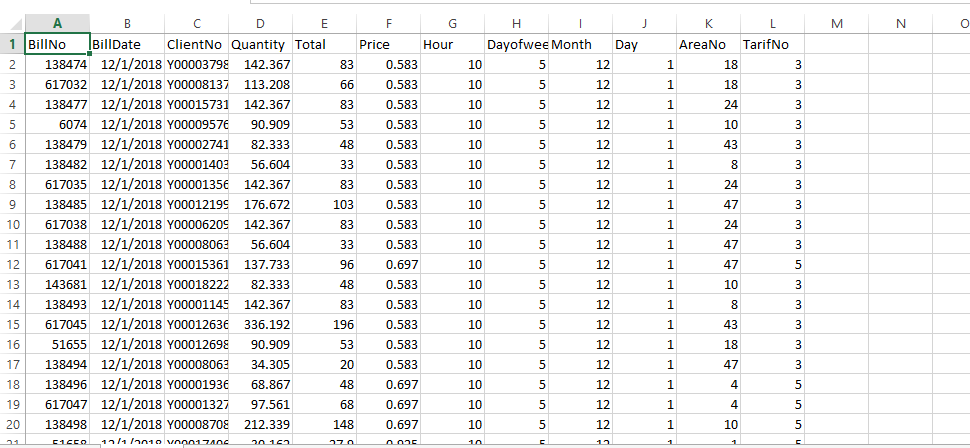 A B C D E F G H I J K L M N O
1 BillNo BillDate ClientNo Quantity Total Price Hour Dayofwee Month Day AreaNo TarifNo
2 138474 12/1/2018 Y00003798 142.367 83 0.583 10 5 12 1 18 3
3 617032 12/1/2018 Y00008137 113.208 66 0.583 10 5 12 1 18 3
4 138477 12/1/2018 Y00015731 142.367 83 0.583 10 5 12 1 24 3
5 6074 12/1/2018 Y00009576 90.909 53 0.583 10 5 12 1 10 3
6 138479 12/1/2018 Y00002741 82.333 48 0.583 10 5 12 1 43 3
7 138482 12/1/2018 Y00001403 56.604 33 0.583 10 5 12 1 8 3
8 617035 12/1/2018 Y00001356 142.367 83 0.583 10 5 12 1 24 3
9 138485 12/1/2018 Y00012199 176.672 103 0.583 10 5 12 1 47 3
10 617038 12/1/2018 Y00006209 142.367 83 0.583 10 5 12 1 24 3
11 138488 12/1/2018 Y00008063 56.604 33 0.583 10 5 12 1 47 3
12 617041 12/1/2018 Y00015361 137.733 96 0.697 10 5 12 1 47 5
13 143681 12/1/2018 Y00018222 82.333 48 0.583 10 5 12 1 10 3
14 138493 12/1/2018 Y00001145 142.367 83 0.583 10 5 12 1 8 3
15 617045 12/1/2018 Y00012636 336.192 196 0.583 10 5 12 1 43 3
16 51655 12/1/2018 Y00012698 90.909 53 0.583 10 5 12 1 18 3
17 138494 12/1/2018 Y00008063 34.305 20 0.583 10 5 12 1 47 3
18 138496 12/1/2018 Y00001936 68.867 48 0.697 10 5 12 1 4 5
19 617047 12/1/2018 Y00001327 97.561 68 0.697 10 5 12 1 4 5
20 138498 12/1/2018 Y00008708 212.339 148 0.697 10 5 12 1 10 5